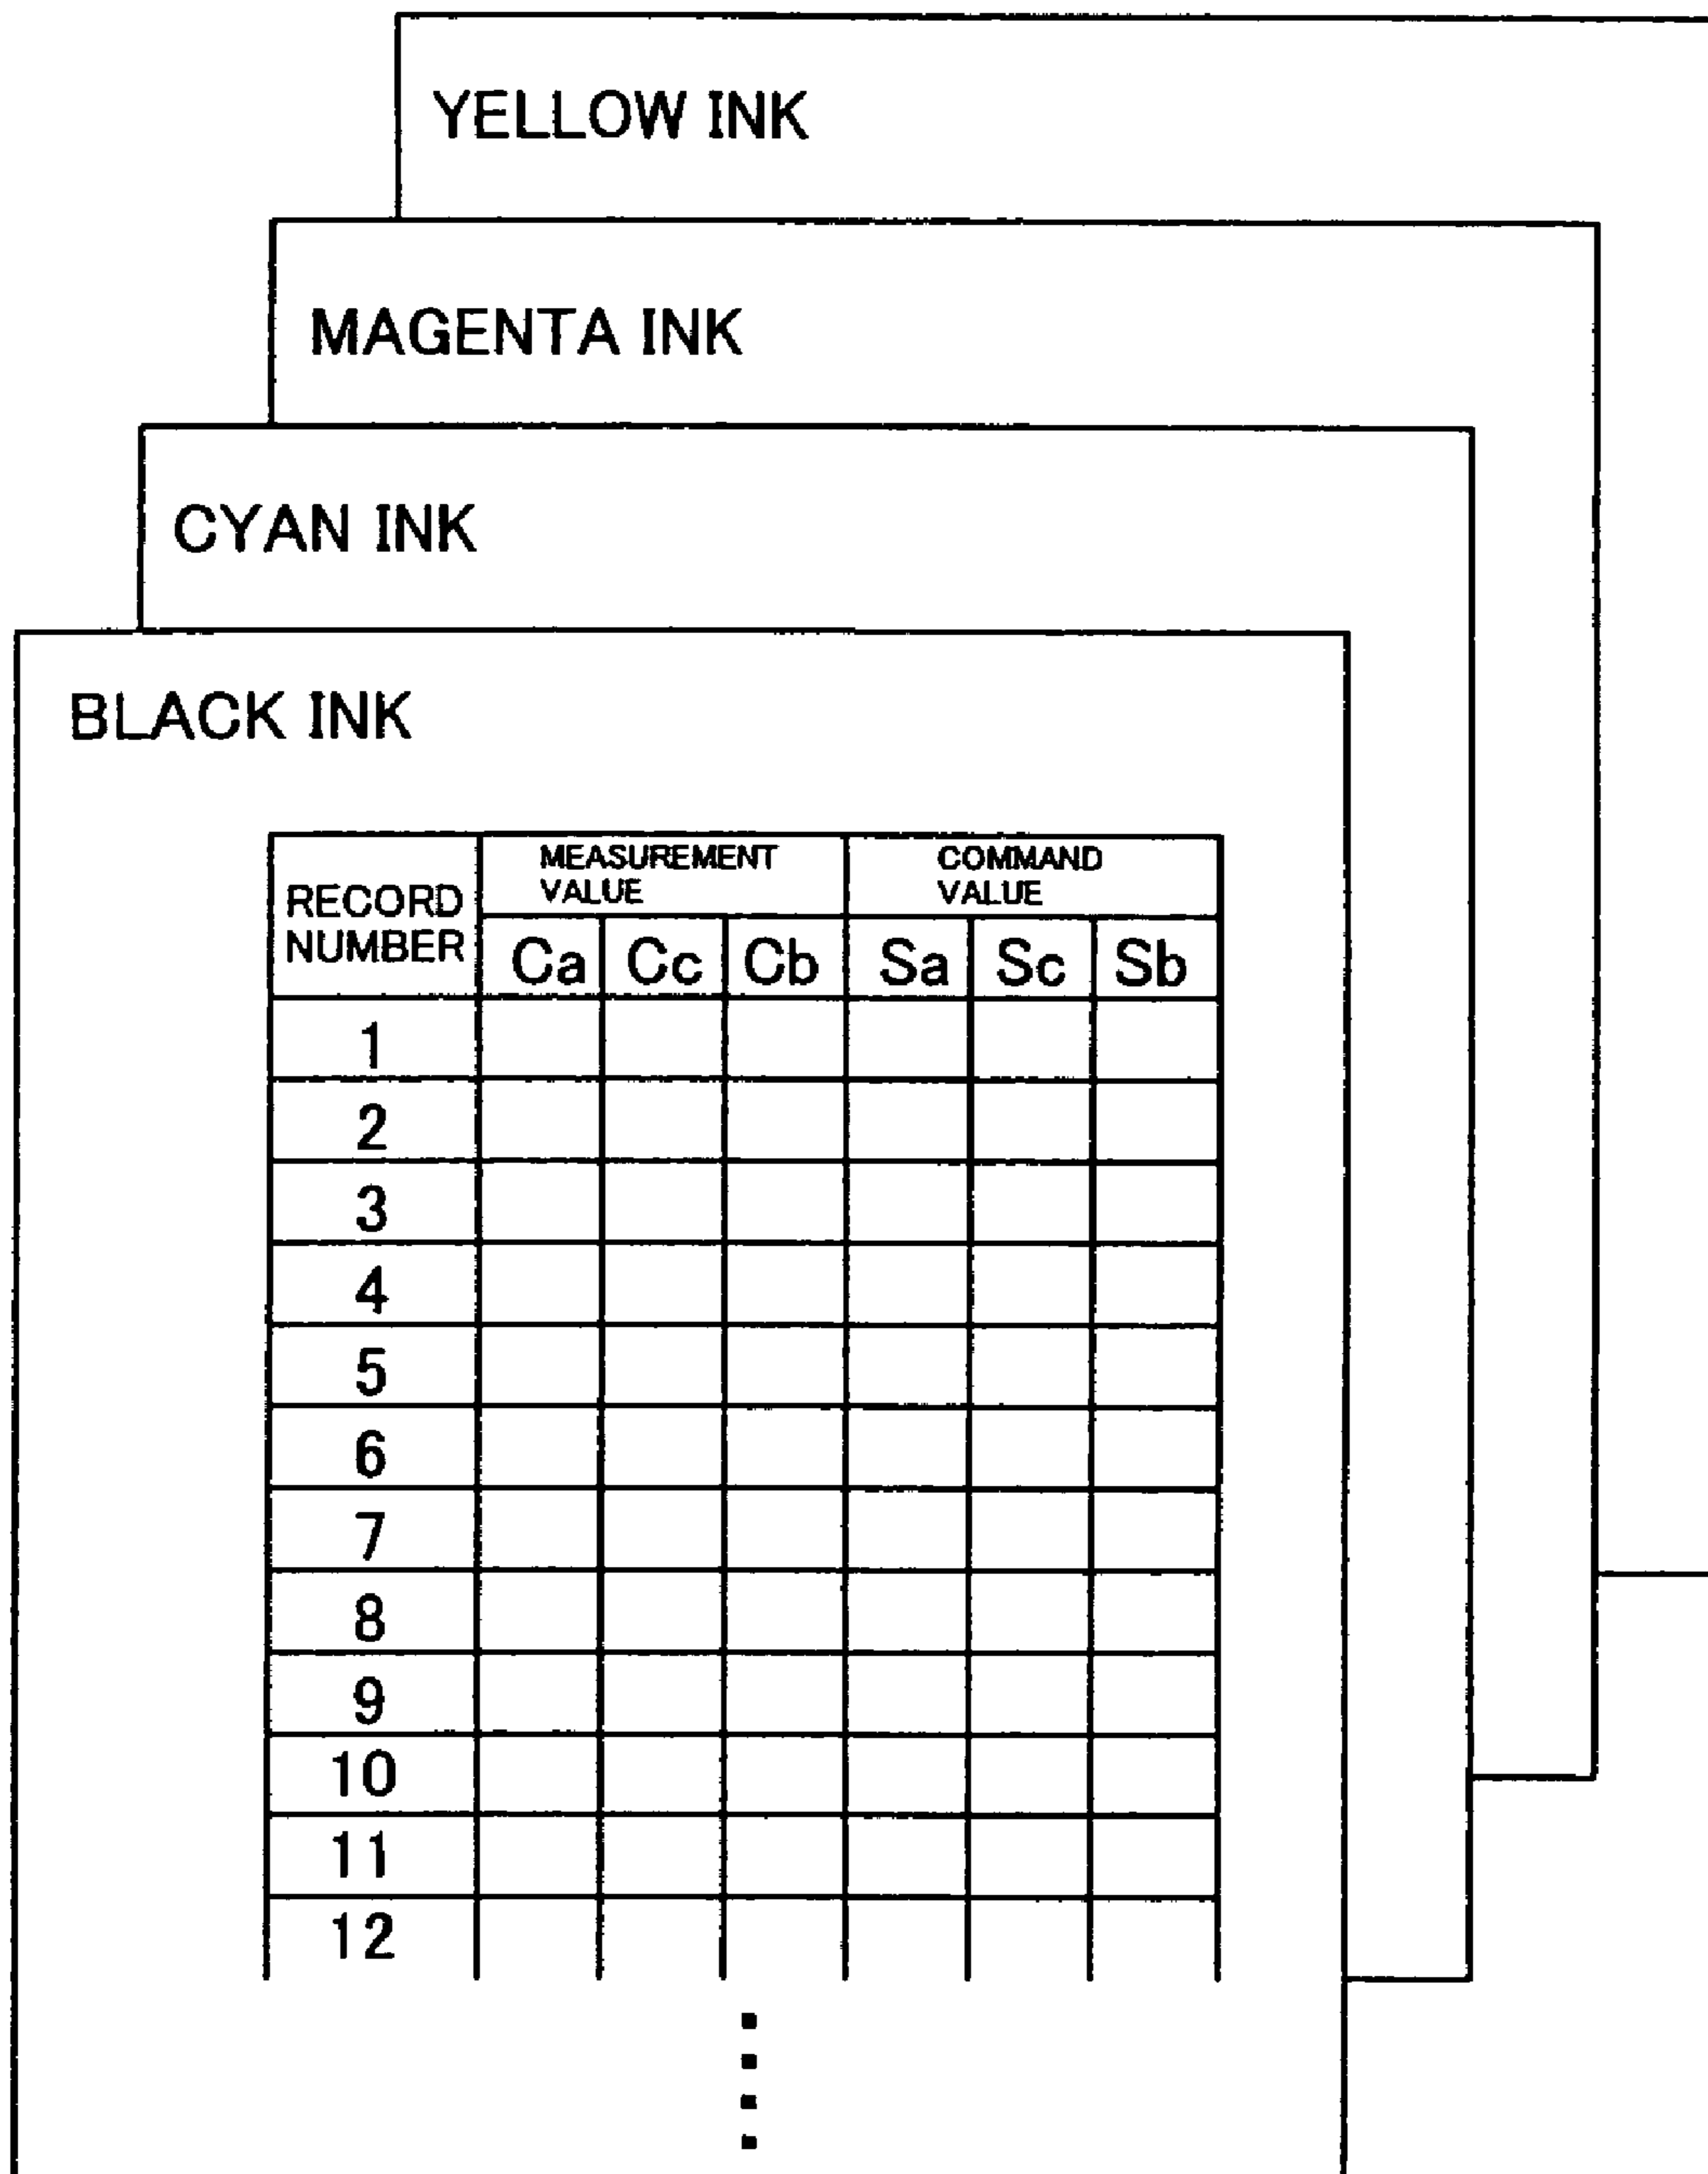 YELLOW INK
MAGENTA INK
CYAN INK
BLACK INK
RECORD NUMBER
MEASUREMENT VALUE
COMMAND VALUE
Ca Cc Cb Sa Sc Sb
1
2
3
4
5
6
7
8
9
10
11
12